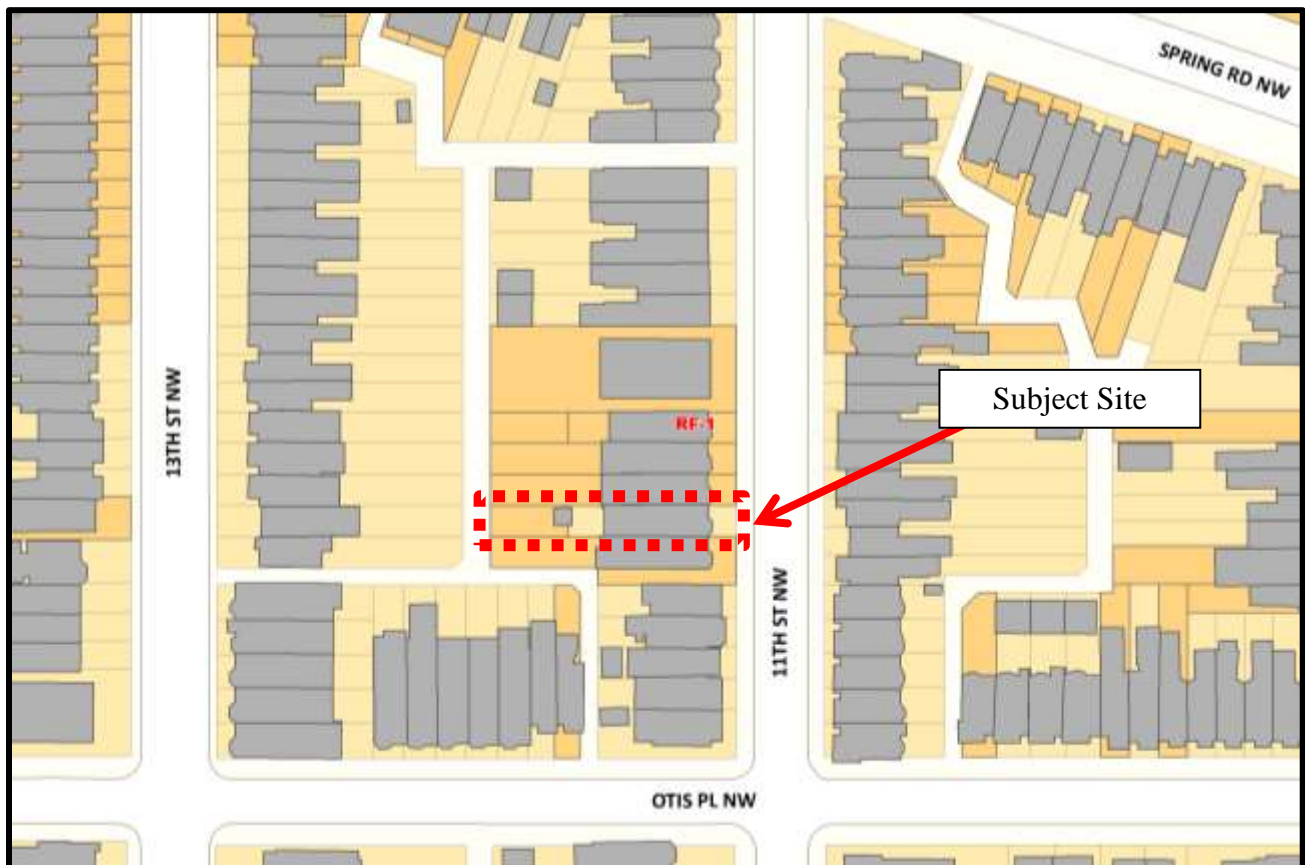 SPRING RD NW
13TH ST NW
Subject Site
RF-1
11TH ST NW
OTIS PL NW